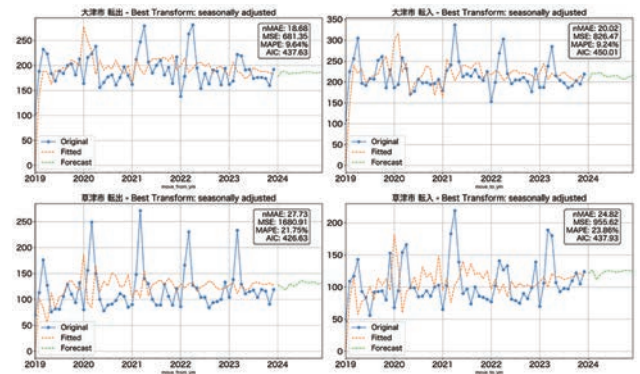 大津市 転出 - Best Transform: seasonally adjusted
nMAE: 18.68
MSE: 681.35
MAPE: 9.64%
AIC: 437.63
250
200
150
100
50
0
Original
Fitted
Forecast
2019 2020 2021 2022 2023 2024
move_from_ym
大津市 転入 - Best Transform: seasonally adjusted
nMAE: 20.02
MSE: 826.47
MAPE: 9.24%
AIC: 450.01
350
300
250
200
150
100
50
0
Original
Fitted
Forecast
2019 2020 2021 2022 2023 2024
move_to_ym
草津市 転出 - Best Transform: seasonally adjusted
nMAE: 27.73
MSE: 1680.91
MAPE: 21.75%
AIC: 426.63
250
200
150
100
50
0
Original
Fitted
Forecast
2019 2020 2021 2022 2023 2024
move_from_ym
草津市 転入 - Best Transform: seasonally adjusted
nMAE: 24.82
MSE: 955.62
MAPE: 23.86%
AIC: 437.93
200
150
100
50
0
Original
Fitted
Forecast
2019 2020 2021 2022 2023 2024
move_to_ym